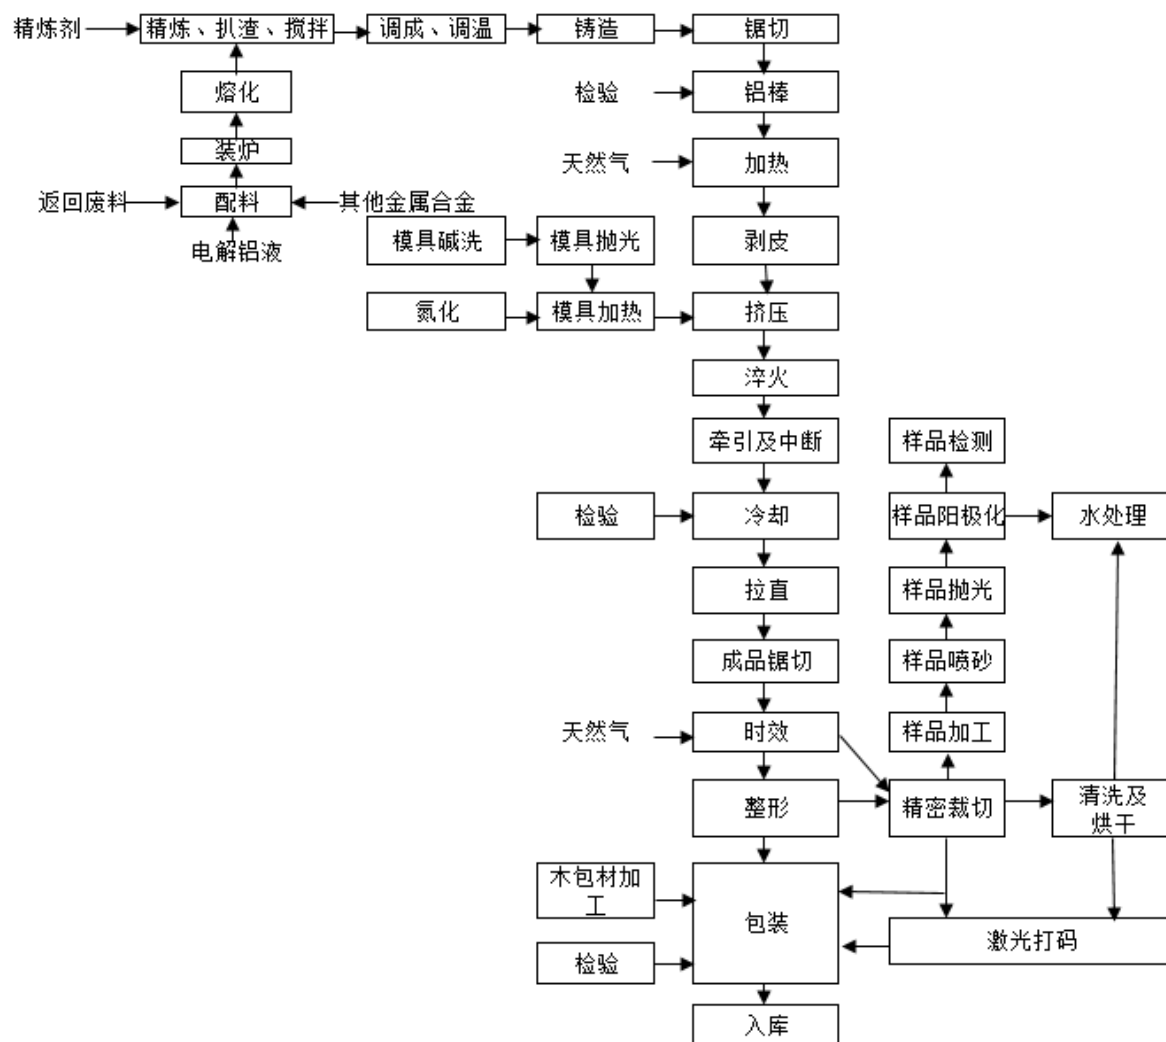 精炼剂
精炼、扒渣、搅拌
调成、调温
铸造
锯切
熔化
检验
铝棒
装炉
天然气
加热
返回废料
配料
其他金属合金
电解铝液
模具碱洗
模具抛光
剥皮
氮化
模具加热
挤压
淬火
牵引及中断
样品检测
检验
冷却
样品阳极化
水处理
拉直
样品抛光
成品锯切
样品喷砂
天然气
时效
样品加工
整形
精密裁切
清洗及
烘干
木包材加
工
包装
激光打码
检验
入库